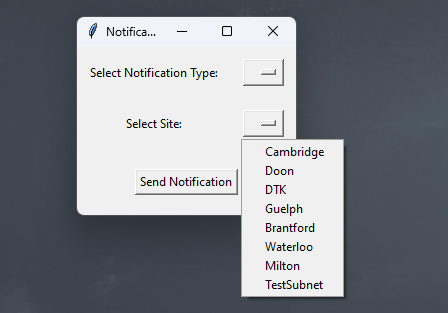 Notifica...
Select Notification Type:
Select Site:
Send Notification
Cambridge
Doon
DTK
Guelph
Brantford
Waterloo
Milton
TestSubnet